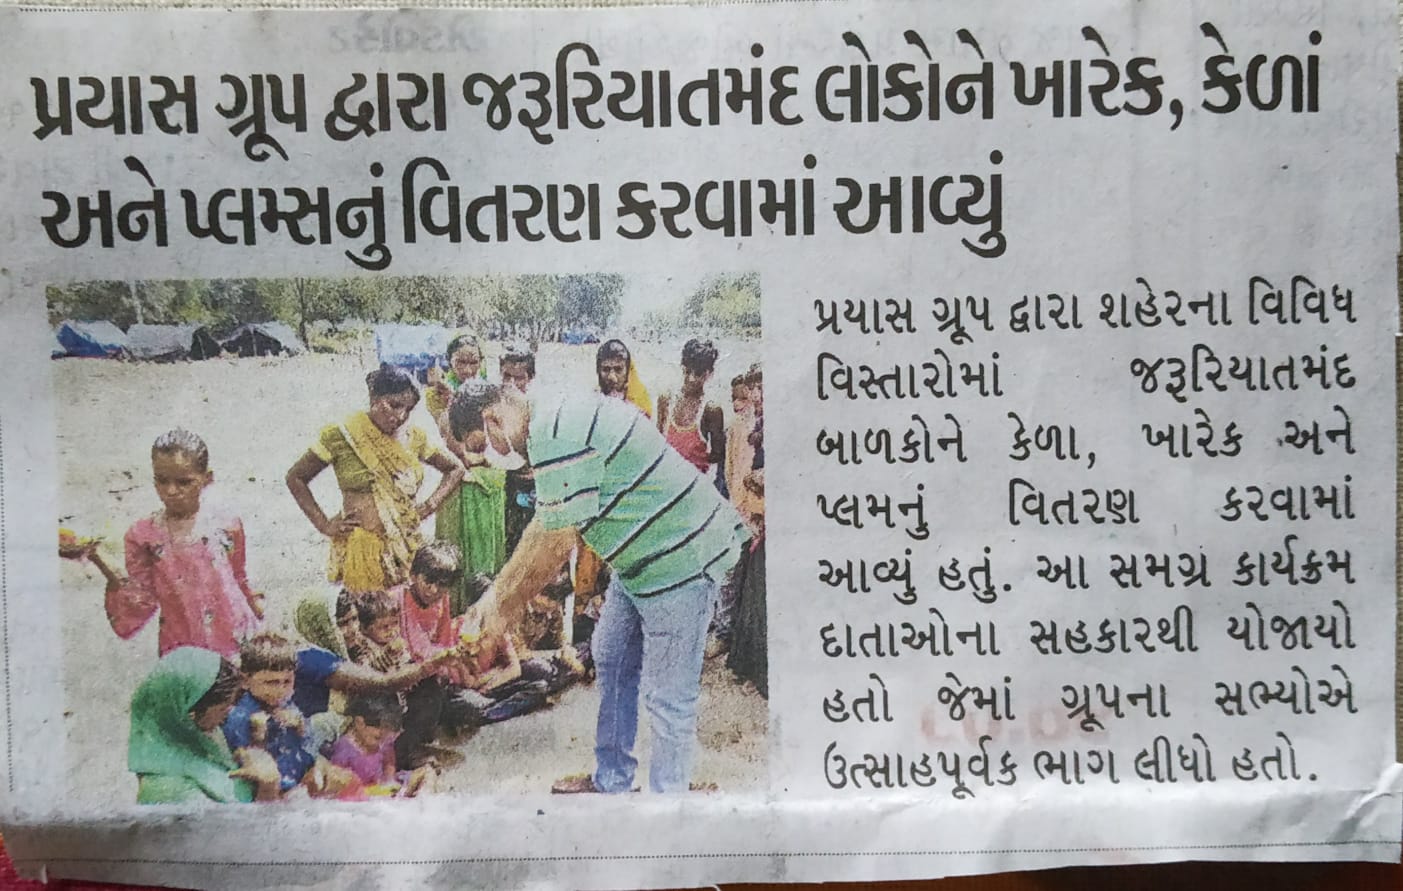 પ્રયાસ ગ્રૂપ દ્વારા જરૂરિયાતમંદ લોકોને ખારેક, કેળાં
અને પ્લમ્સનું વિતરણ કરવામાં આવ્યું
પ્રયાસ ગ્રૂપ દ્વારા શહેરના વિવિધ
વિસ્તારોમાં જરૂરિયાતમંદ
બાળકોને કેળા, ખારેક અને
પ્લમનું વિતરણ કરવામાં
આવ્યું હતું. આ સમગ્ર કાર્યક્રમ
દાતાઓના સહકારથી યોજાયો
હતો જેમાં ગ્રૂપના સભ્યોએ
ઉત્સાહપૂર્વક ભાગ લીધો હતો.